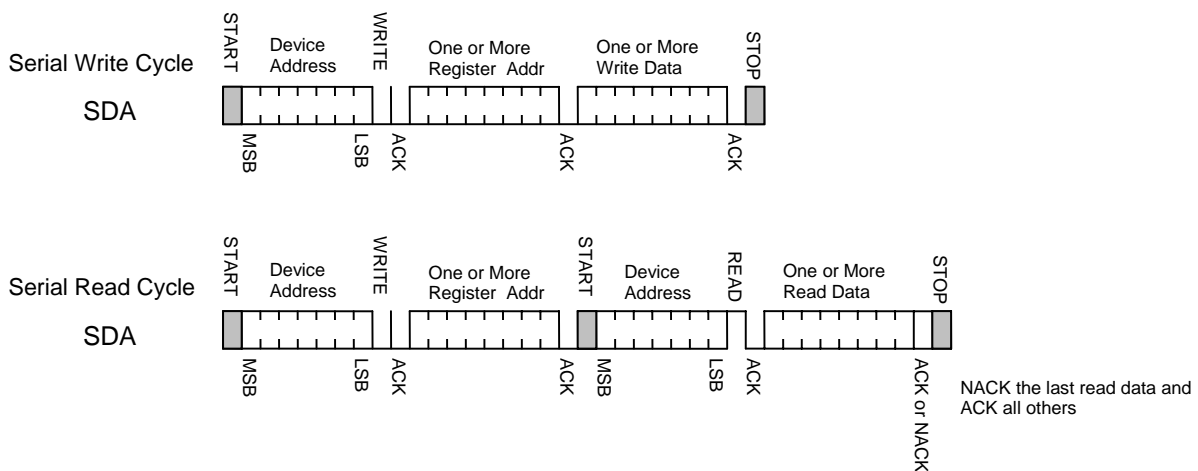 START
Device
Address
WRITE
One or More
Register Addr
One or More
Write Data
STOP
Serial Write Cycle
SDA
MSB
LSB
ACK
ACK
ACK
START
Device
Address
WRITE
One or More
Register Addr
START
Device
Address
READ
One or More
Read Data
STOP
Serial Read Cycle
SDA
MSB
LSB
ACK
ACK
MSB
LSB
ACK
ACK or NACK
NACK the last read data and
ACK all others